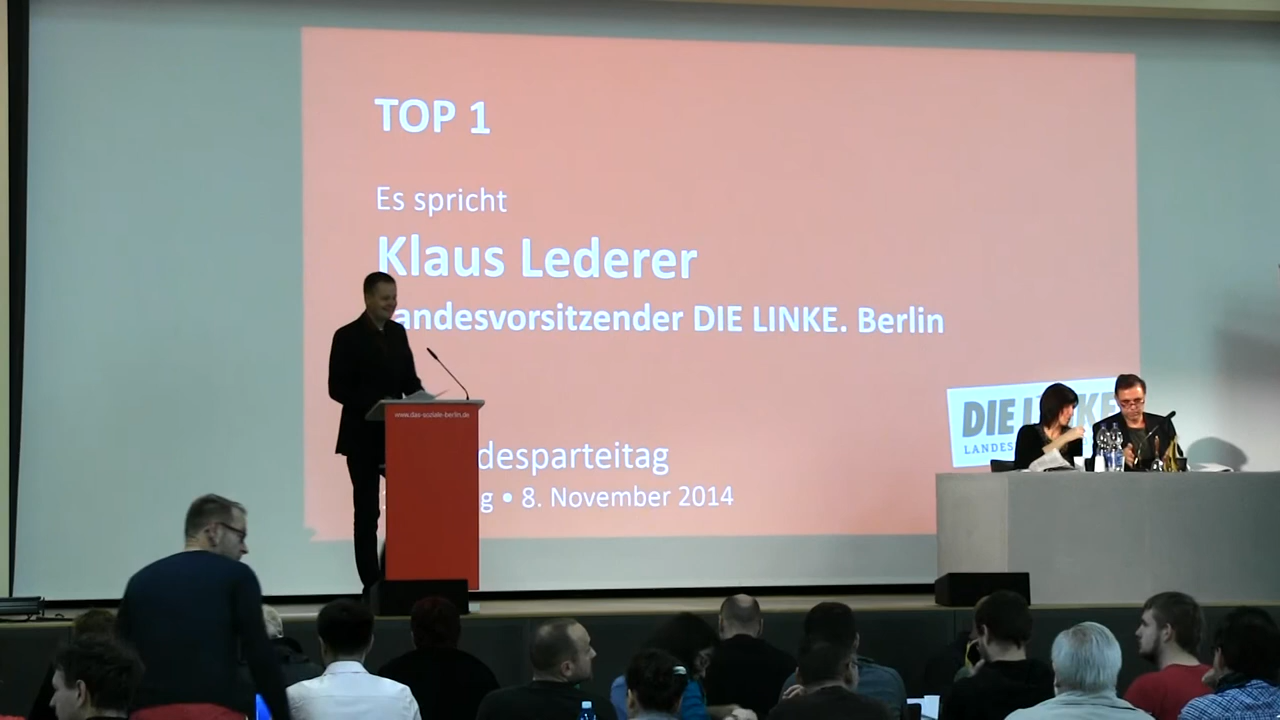 TOP 1
Es spricht
Klaus Lederer
andesvorsitzender DIE LINKE. Berlin
www.das-soziale-berlin.de
desparteitag
g • 8. November 2014
DIE LINKE
LANDES